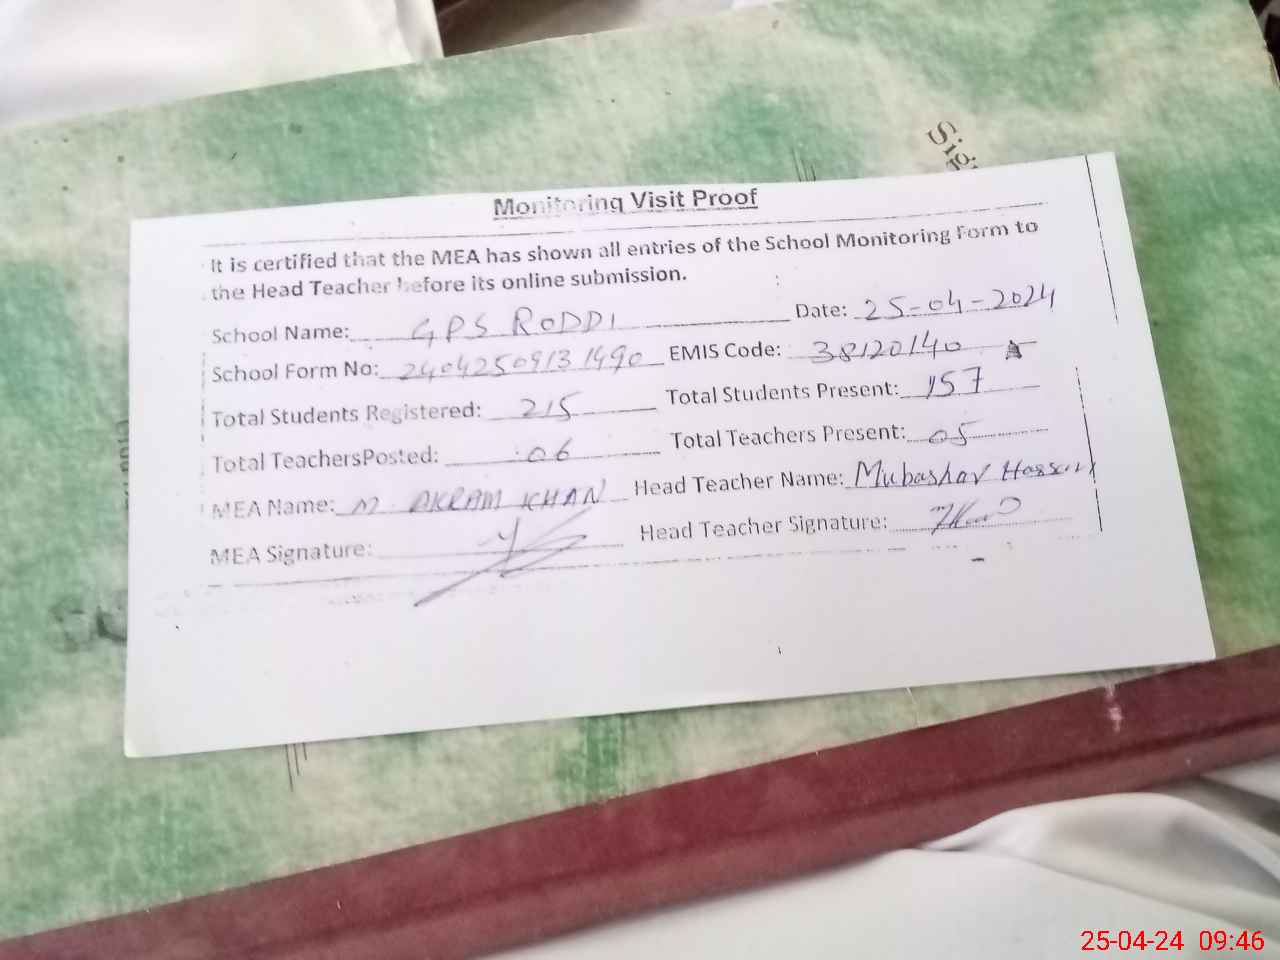 Sig
Monitoring Visit Proof
It is certified that the MEA has shown all entries of the School Monitoring Form to
the Head Teacher before its online submission.
School Name: GPS RODDI Date: 25-04-2024
School Form No: 24042509131490 EMIS Code: 38120140
Total Students Registered: 215 Total Students Present: 157
Total TeachersPosted: 06 Total Teachers Present: 05
MEA Name: M. AKRAM KHAN Head Teacher Name: Mubashar Hassan
MEA Signature: Head Teacher Signature:
25-04-24 09:46